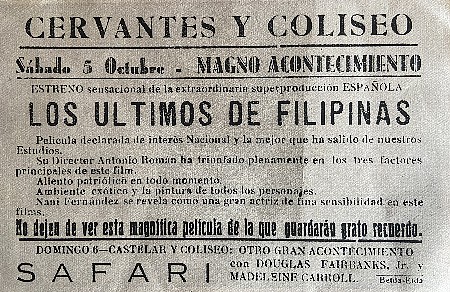 CERVANTES Y COLISEO
Sábado 5 Octubre - MAGNO ACONTECIMIENTO
ESTRENO sensacional de la extraordinaria superproducción ESPAÑOLA
LOS ULTIMOS DE FILIPINAS
Película declarada de interés Nacional y la mejor que ha salido de nuestros
Estudios.
Su Director Antonio Román ha triunfado plenamente en los tres factores
principales de este film.
Aliento patriótico en todo momento.
Ambiente exótico y la pintura de todos los personajes.
Nani Fernández se revela como una gran actriz de fina sensibilidad en este
films.
No dejen de ver esta magnífica película de la que guardarán grato recuerdo.
DOMINGO 6—CASTELAR Y COLISEO: OTRO GRAN ACONTECIMIENTO
SAFARI con DOUGLAS FAIRBANKS, Jr. y
MADELEINE CARROLL.